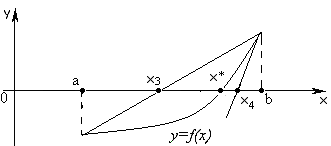 y
a x₃ x* x₄ b
0 x
y=f(x)